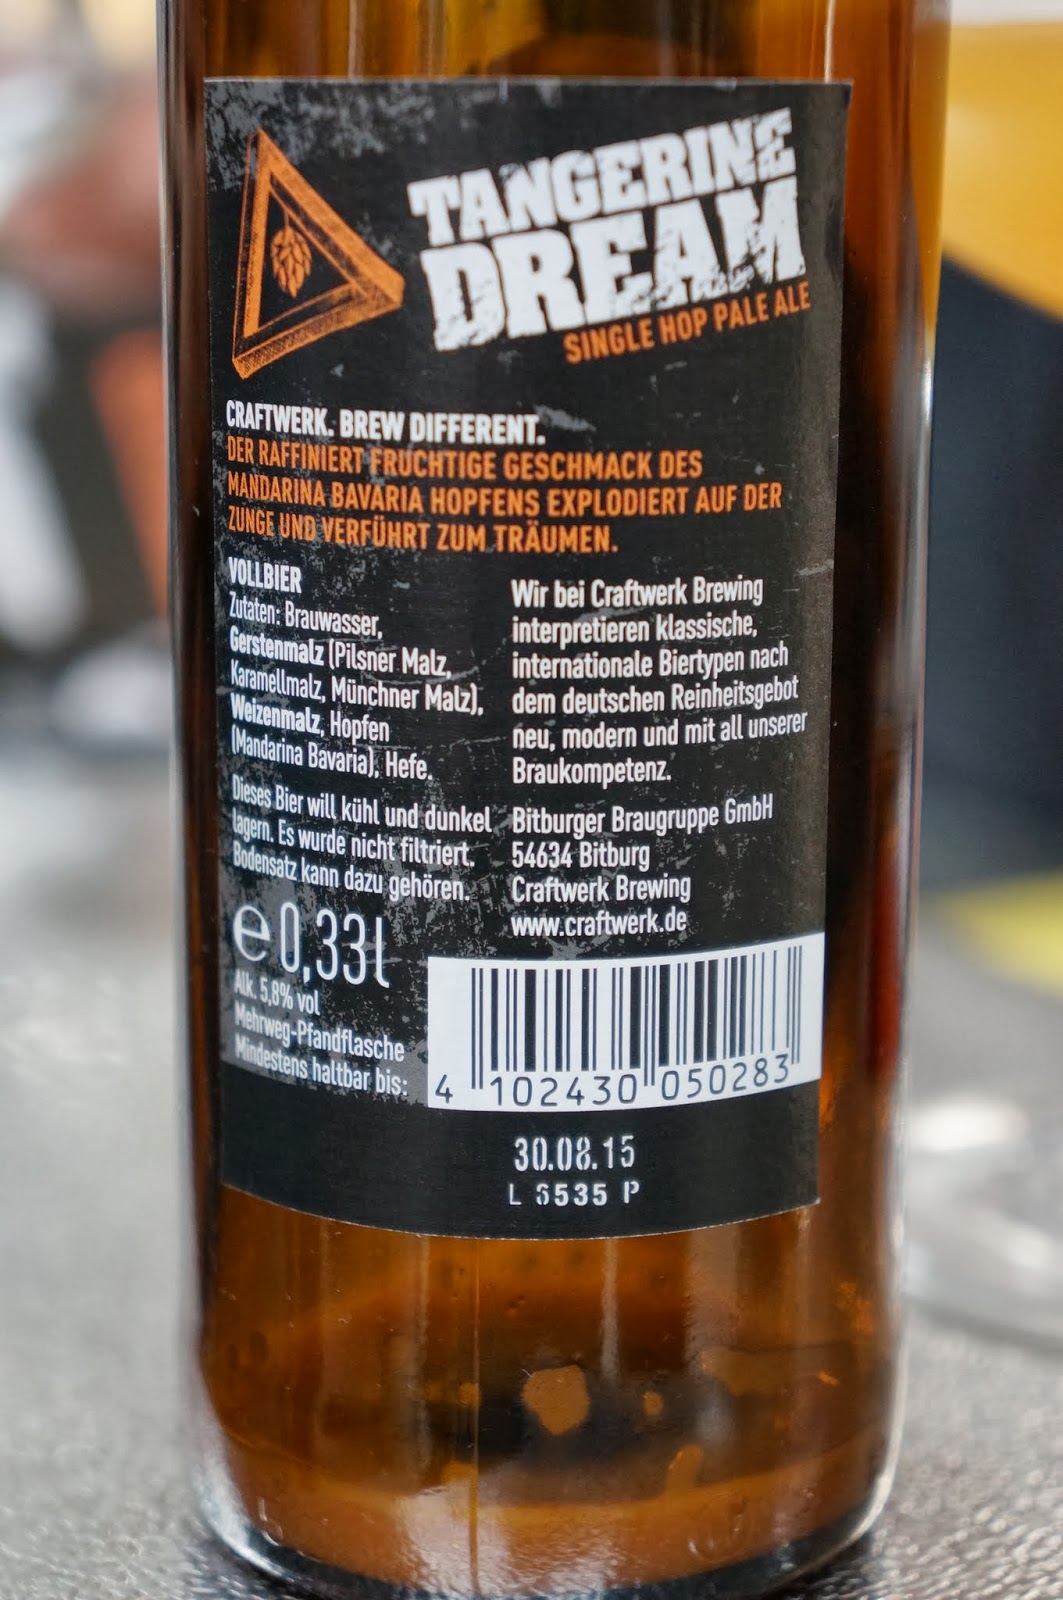 TANGERINE
DREAM
SINGLE HOP PALE ALE
CRAFTWERK. BREW DIFFERENT.
DER RAFFINIERT FRUCHTIGE GESCHMACK DES
MANDARINA BAVARIA HOPFENS EXPLODIERT AUF DER
ZUNGE UND VERFÜHRT ZUM TRÄUMEN.
VOLLBIER
Zutaten: Brauwasser,
Gerstenmalz (Pilsner Malz,
Karamellmalz, Münchner Malz),
Weizenmalz, Hopfen
(Mandarina Bavaria), Hefe.
Dieses Bier will kühl und dunkel
lagern. Es wurde nicht filtriert.
Bodensatz kann dazu gehören.
e 0,33l
Alk. 5,8% vol
Mehrweg-Pfandflasche
Mindestens haltbar bis:
Wir bei Craftwerk Brewing
interpretieren klassische,
internationale Biertypen nach
dem deutschen Reinheitsgebot
neu, modern und mit all unserer
Braukompetenz.
Bitburger Braugruppe GmbH
54634 Bitburg
Craftwerk Brewing
www.craftwerk.de
4 102430 050283
30.08.15
L 6535 P